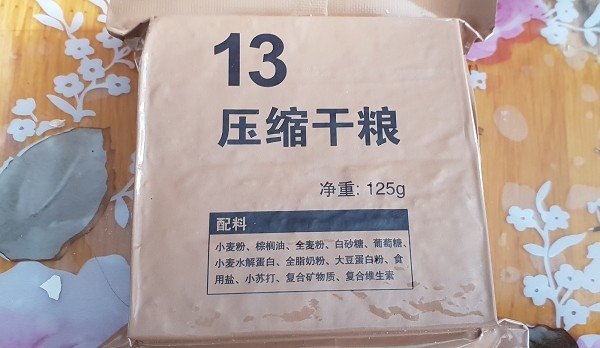 13
压缩干粮
净重: 125g
配料
小麦粉、棕榈油、全麦粉、白砂糖、葡萄糖、
小麦水解蛋白、全脂奶粉、大豆蛋白粉、食
用盐、小苏打、复合矿物质、复合维生素